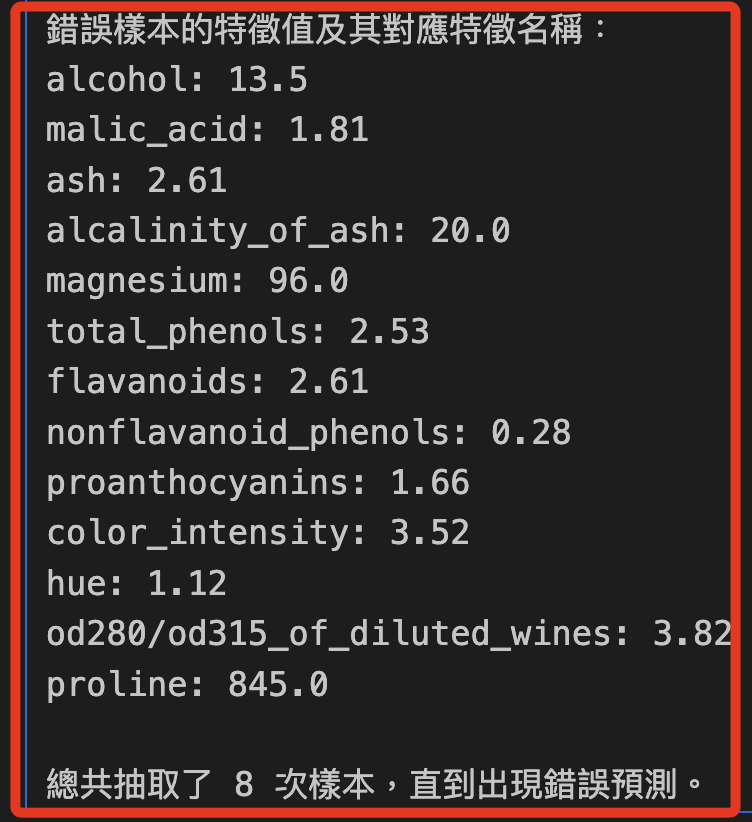 錯誤樣本的特徵值及其對應特徵名稱：
alcohol: 13.5
malic_acid: 1.81
ash: 2.61
alcalinity_of_ash: 20.0
magnesium: 96.0
total_phenols: 2.53
flavanoids: 2.61
nonflavanoid_phenols: 0.28
proanthocyanins: 1.66
color_intensity: 3.52
hue: 1.12
od280/od315_of_diluted_wines: 3.82
proline: 845.0
總共抽取了 8 次樣本，直到出現錯誤預測。